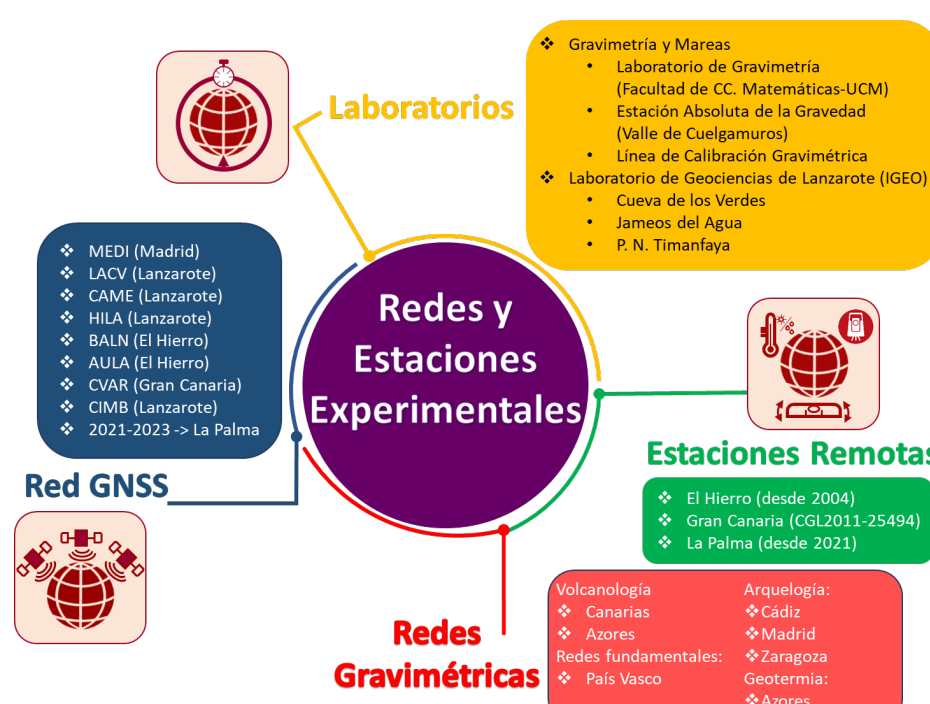 Laboratorios
❖ Gravimetría y Mareas
• Laboratorio de Gravimetría
(Facultad de CC. Matemáticas-UCM)
• Estación Absoluta de la Gravedad
(Valle de Cuelgamuros)
• Línea de Calibración Gravimétrica
❖ Laboratorio de Geociencias de Lanzarote (IGEO)
• Cueva de los Verdes
• Jameos del Agua
• P. N. Timanfaya
❖ MEDI (Madrid)
❖ LACV (Lanzarote)
❖ CAME (Lanzarote)
❖ HILA (Lanzarote)
❖ BALN (El Hierro)
❖ AULA (El Hierro)
❖ CVAR (Gran Canaria)
❖ CIMB (Lanzarote)
❖ 2021-2023 -> La Palma
Red GNSS
Redes y
Estaciones
Experimentales
Estaciones Remotas
❖ El Hierro (desde 2004)
❖ Gran Canaria (CGL2011-25494)
❖ La Palma (desde 2021)
Redes
Gravimétricas
Volcanología
❖ Canarias
❖ Azores
Redes fundamentales:
❖ País Vasco
Arquelogía:
❖ Cádiz
❖ Madrid
❖ Zaragoza
Geotermia:
❖ Azores